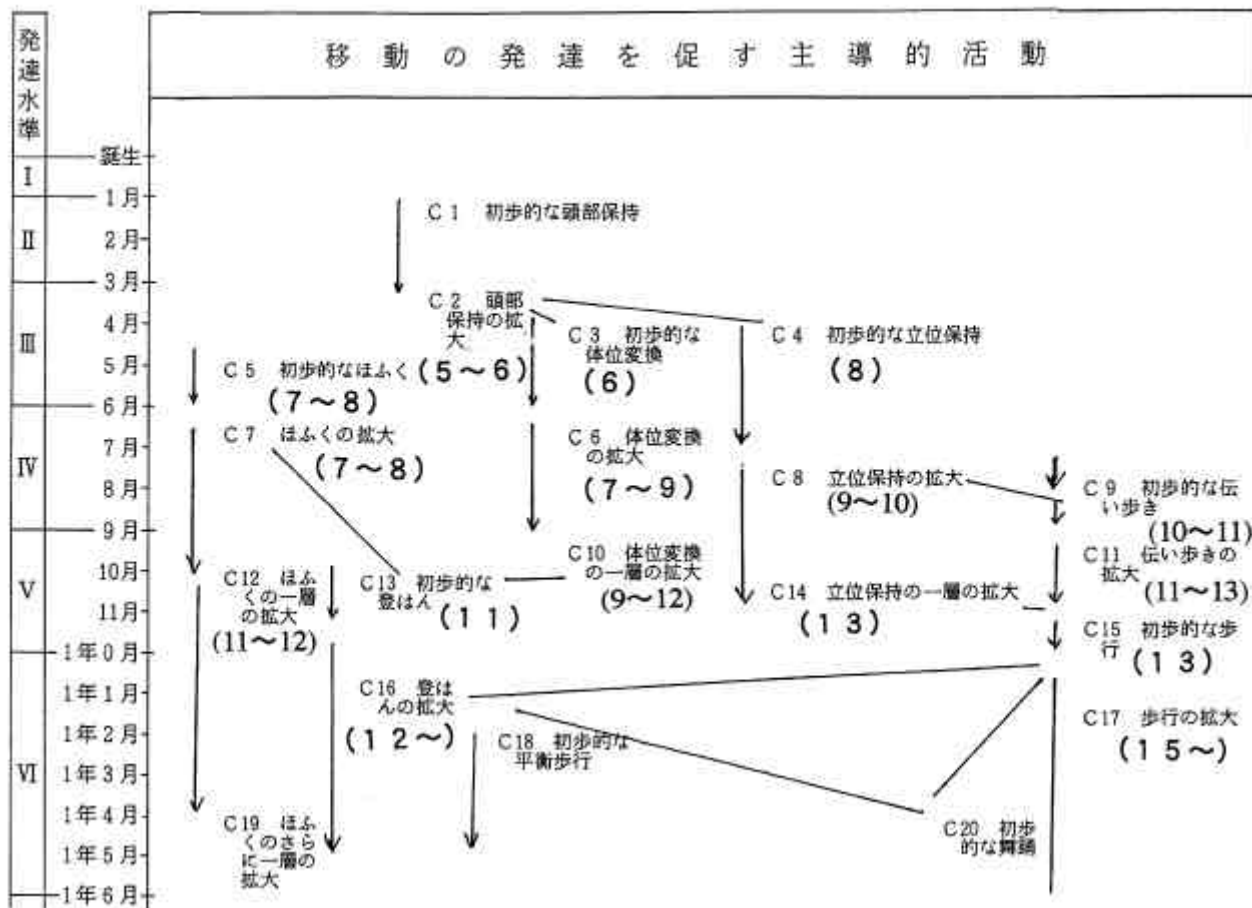 発達水準
移動の発達を促す主導的活動
誕生
Ⅰ
1月
C1 初歩的な頭部保持
Ⅱ
2月
3月
C2 頭部
保持の拡
大
(5～6)
4月
C3 初歩的な
体位変換
(6)
C4 初歩的な立位保持
(8)
Ⅲ
5月
C5 初歩的なほふく
(7～8)
6月
C7 ほふくの拡大
(7～8)
C6 体位変換
の拡大
(7～9)
7月
Ⅳ
C8 立位保持の拡大
(9～10)
8月
C9 初歩的な伝
い歩き
(10～11)
9月
C10 体位変換
の一層の拡大
(9～12)
C11 伝い歩きの
拡大
(11～13)
10月
C12 ほふ
くの一層
の拡大
(11～12)
C13 初歩的な
登はん
(11)
Ⅴ
C14 立位保持の一層の拡大
(13)
11月
C15 初歩的な歩
行
(13)
1年0月
C16 登は
んの拡大
(12～)
1年1月
C17 歩行の拡大
(15～)
1年2月
C18 初歩的な
平衡歩行
Ⅵ
1年3月
1年4月
C19 ほふ
くのさら
に一層の
拡大
C20 初歩
的な舞踊
1年5月
1年6月